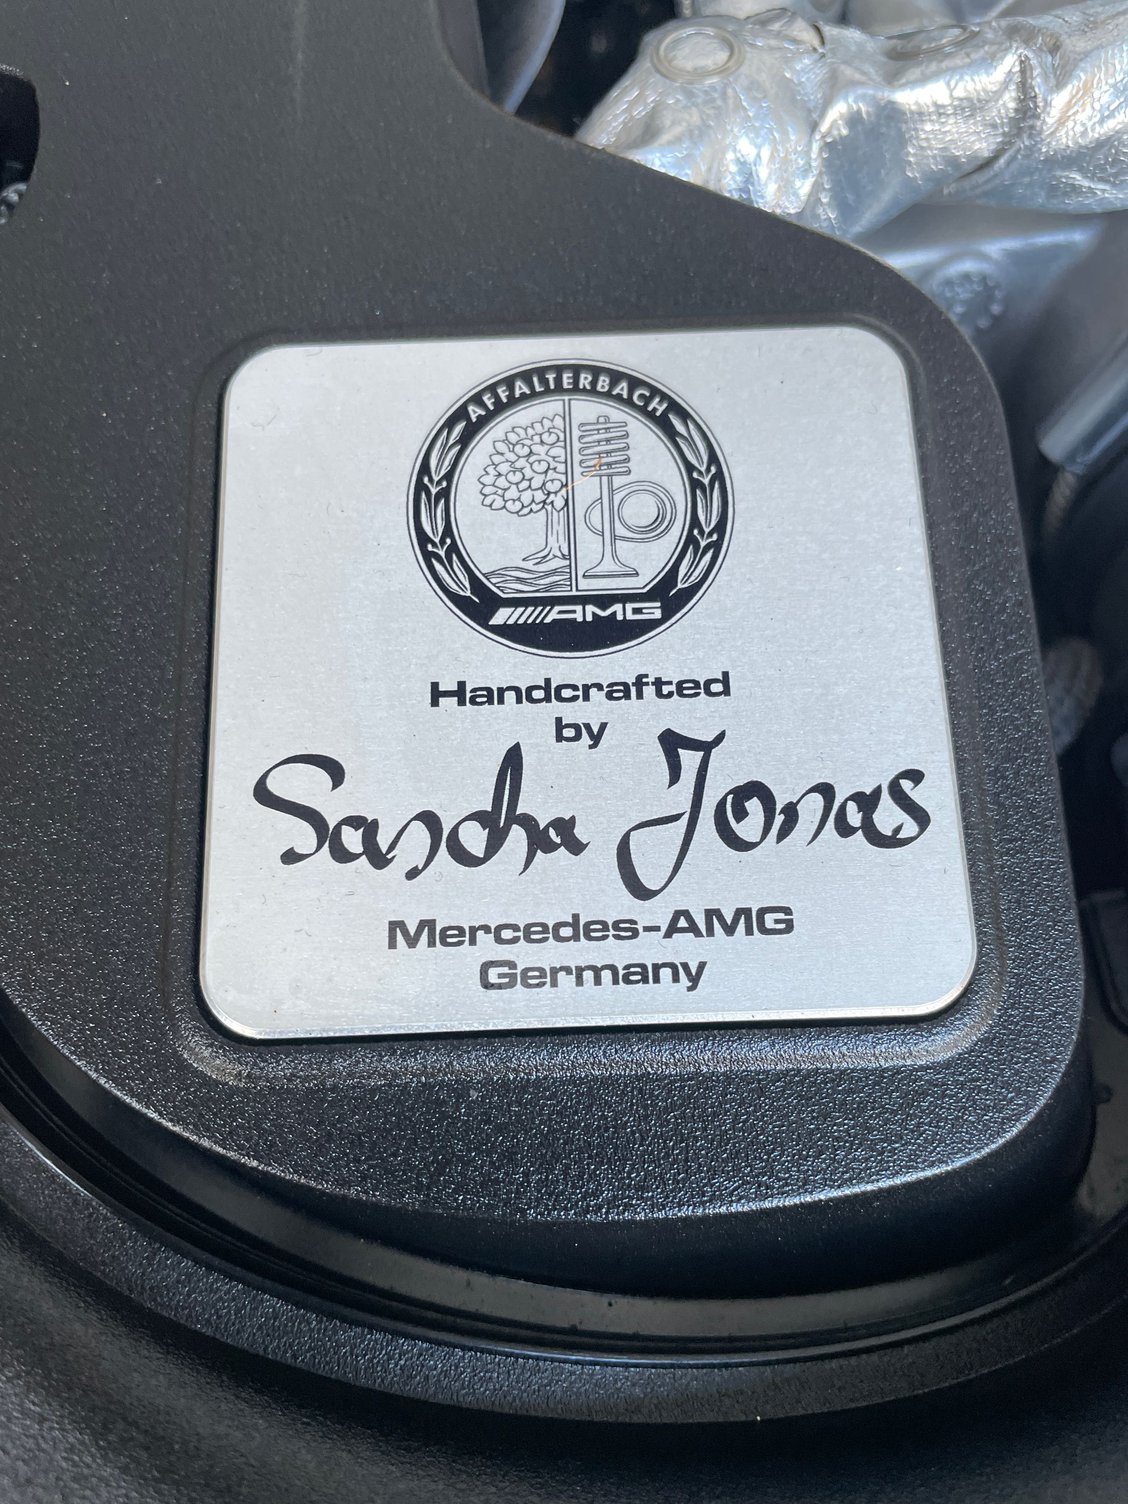 AFFALTERBACH
AMG
Handcrafted
by
Sascha Jonas
Mercedes-AMG
Germany